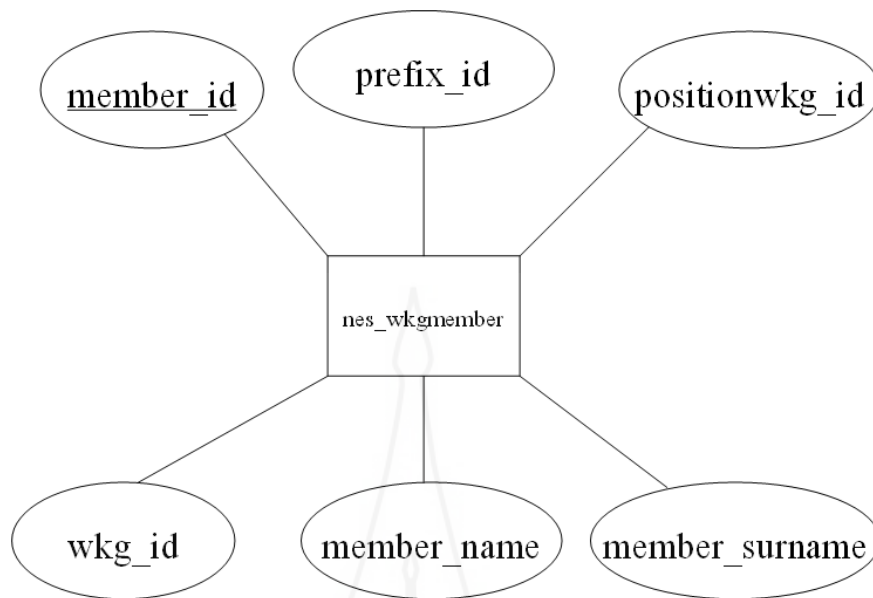 member_id
prefix_id
positionwkg_id
nes_wkgmember
wkg_id
member_name
member_surname